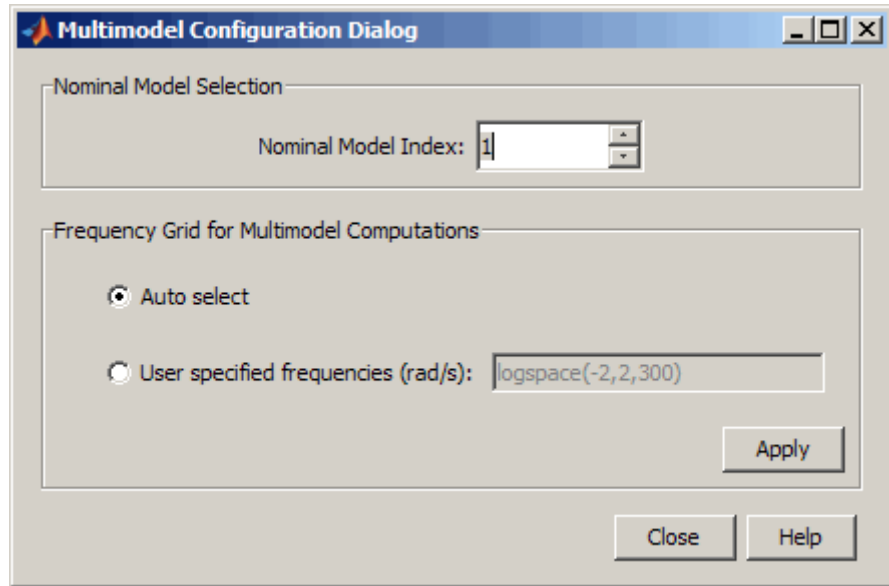 Multimodel Configuration Dialog
Nominal Model Selection
Nominal Model Index: 1
Frequency Grid for Multimodel Computations
Auto select
User specified frequencies (rad/s): logspace(-2,2,300)
Apply
Close Help